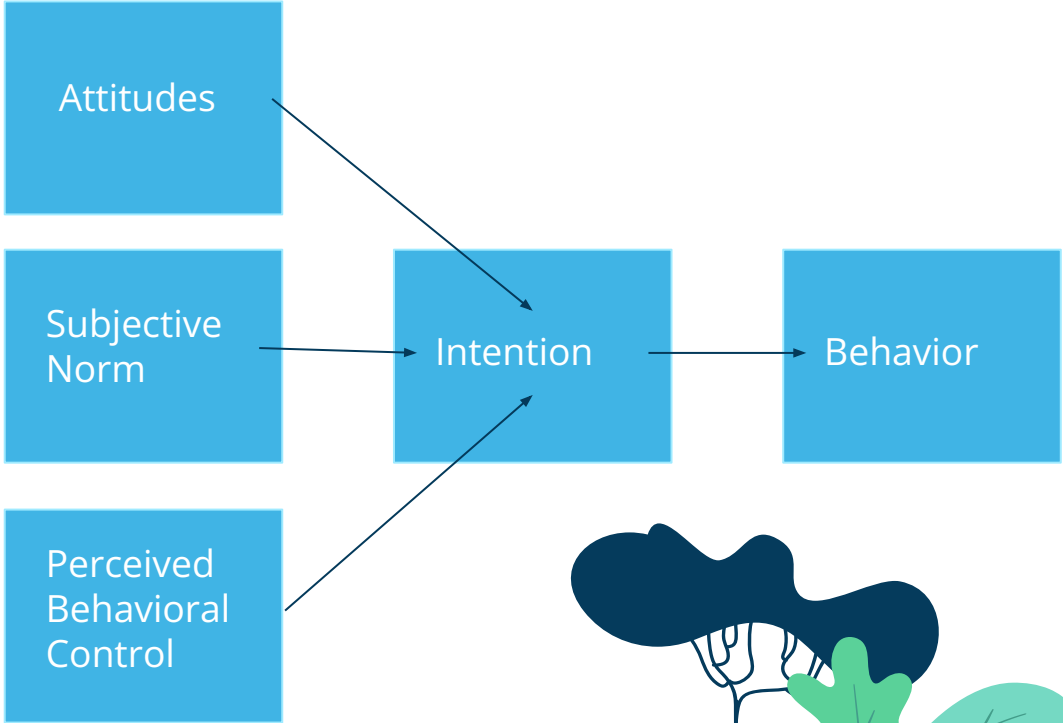 Attitudes
Subjective
Norm
Intention
Behavior
Perceived
Behavioral
Control